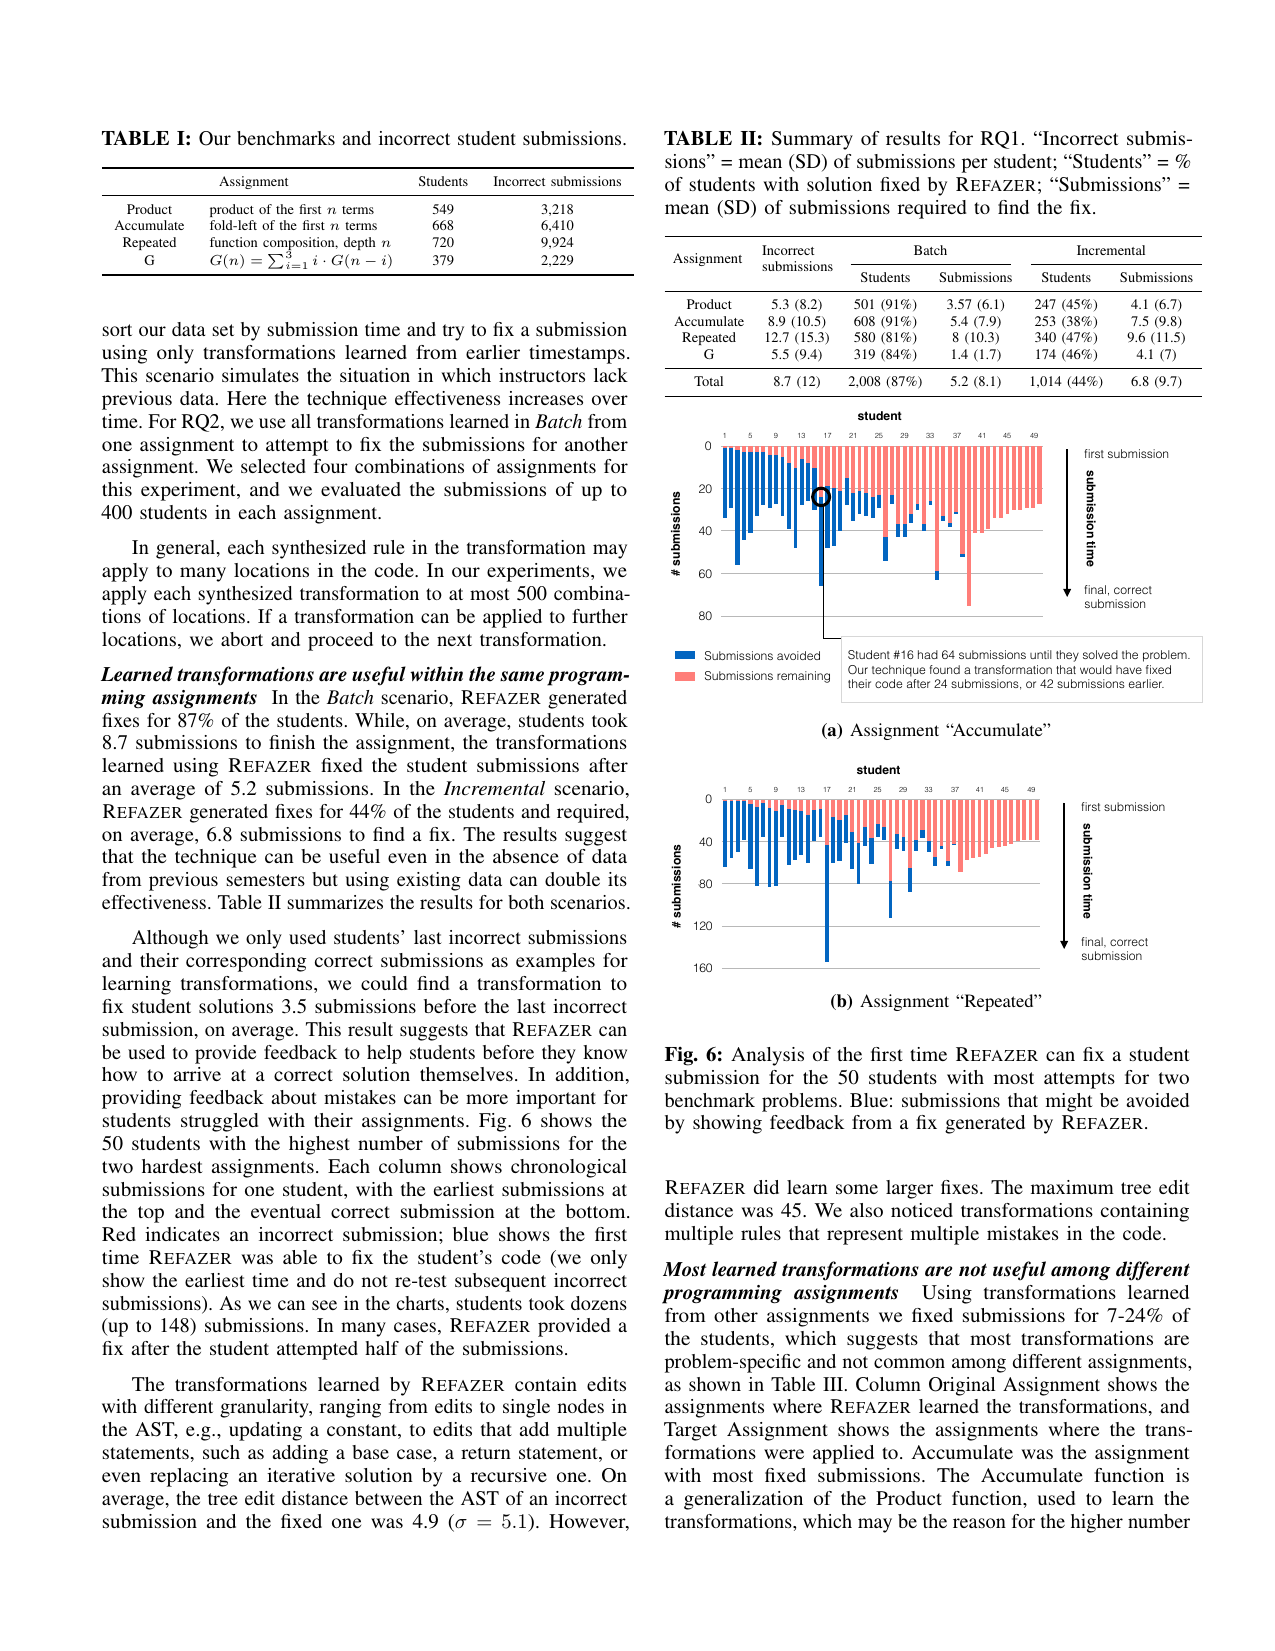 TABLE I: Our benchmarks and incorrect student submissions.
Assignment Students Incorrect submissions
Product product of the first n terms 549 3,218
Accumulate fold-left of the first n terms 668 6,410
Repeated function composition, depth n 720 9,924
G G(n) = ∑³ᵢ₌₁ i · G(n − i) 379 2,229
sort our data set by submission time and try to fix a submission
using only transformations learned from earlier timestamps.
This scenario simulates the situation in which instructors lack
previous data. Here the technique effectiveness increases over
time. For RQ2, we use all transformations learned in Batch from
one assignment to attempt to fix the submissions for another
assignment. We selected four combinations of assignments for
this experiment, and we evaluated the submissions of up to
400 students in each assignment.
In general, each synthesized rule in the transformation may
apply to many locations in the code. In our experiments, we
apply each synthesized transformation to at most 500 combina-
tions of locations. If a transformation can be applied to further
locations, we abort and proceed to the next transformation.
Learned transformations are useful within the same program-
ming assignments In the Batch scenario, REFAZER generated
fixes for 87% of the students. While, on average, students took
8.7 submissions to finish the assignment, the transformations
learned using REFAZER fixed the student submissions after
an average of 5.2 submissions. In the Incremental scenario,
REFAZER generated fixes for 44% of the students and required,
on average, 6.8 submissions to find a fix. The results suggest
that the technique can be useful even in the absence of data
from previous semesters but using existing data can double its
effectiveness. Table II summarizes the results for both scenarios.
Although we only used students’ last incorrect submissions
and their corresponding correct submissions as examples for
learning transformations, we could find a transformation to
fix student solutions 3.5 submissions before the last incorrect
submission, on average. This result suggests that REFAZER can
be used to provide feedback to help students before they know
how to arrive at a correct solution themselves. In addition,
providing feedback about mistakes can be more important for
students struggled with their assignments. Fig. 6 shows the
50 students with the highest number of submissions for the
two hardest assignments. Each column shows chronological
submissions for one student, with the earliest submissions at
the top and the eventual correct submission at the bottom.
Red indicates an incorrect submission; blue shows the first
time REFAZER was able to fix the student’s code (we only
show the earliest time and do not re-test subsequent incorrect
submissions). As we can see in the charts, students took dozens
(up to 148) submissions. In many cases, REFAZER provided a
fix after the student attempted half of the submissions.
The transformations learned by REFAZER contain edits
with different granularity, ranging from edits to single nodes in
the AST, e.g., updating a constant, to edits that add multiple
statements, such as adding a base case, a return statement, or
even replacing an iterative solution by a recursive one. On
average, the tree edit distance between the AST of an incorrect
submission and the fixed one was 4.9 (σ = 5.1). However,
TABLE II: Summary of results for RQ1. “Incorrect submis-
sions” = mean (SD) of submissions per student; “Students” = %
of students with solution fixed by REFAZER; “Submissions” =
mean (SD) of submissions required to find the fix.
Assignment Incorrect submissions Batch Incremental
Students Submissions Students Submissions
Product 5.3 (8.2) 501 (91%) 3.57 (6.1) 247 (45%) 4.1 (6.7)
Accumulate 8.9 (10.5) 608 (91%) 5.4 (7.9) 253 (38%) 7.5 (9.8)
Repeated 12.7 (15.3) 580 (81%) 8 (10.3) 340 (47%) 9.6 (11.5)
G 5.5 (9.4) 319 (84%) 1.4 (1.7) 174 (46%) 4.1 (7)
Total 8.7 (12) 2,008 (87%) 5.2 (8.1) 1,014 (44%) 6.8 (9.7)
student
1 5 9 13 17 21 25 29 33 37 41 45 49
0
20
40
60
80
# submissions
first submission
submission time
final, correct
submission
Submissions avoided
Submissions remaining
Student #16 had 64 submissions until they solved the problem.
Our technique found a transformation that would have fixed
their code after 24 submissions, or 42 submissions earlier.
(a) Assignment “Accumulate”
student
1 5 9 13 17 21 25 29 33 37 41 45 49
0
40
80
120
160
# submissions
first submission
submission time
final, correct
submission
(b) Assignment “Repeated”
Fig. 6: Analysis of the first time REFAZER can fix a student
submission for the 50 students with most attempts for two
benchmark problems. Blue: submissions that might be avoided
by showing feedback from a fix generated by REFAZER.
REFAZER did learn some larger fixes. The maximum tree edit
distance was 45. We also noticed transformations containing
multiple rules that represent multiple mistakes in the code.
Most learned transformations are not useful among different
programming assignments Using transformations learned
from other assignments we fixed submissions for 7-24% of
the students, which suggests that most transformations are
problem-specific and not common among different assignments,
as shown in Table III. Column Original Assignment shows the
assignments where REFAZER learned the transformations, and
Target Assignment shows the assignments where the trans-
formations were applied to. Accumulate was the assignment
with most fixed submissions. The Accumulate function is
a generalization of the Product function, used to learn the
transformations, which may be the reason for the higher number